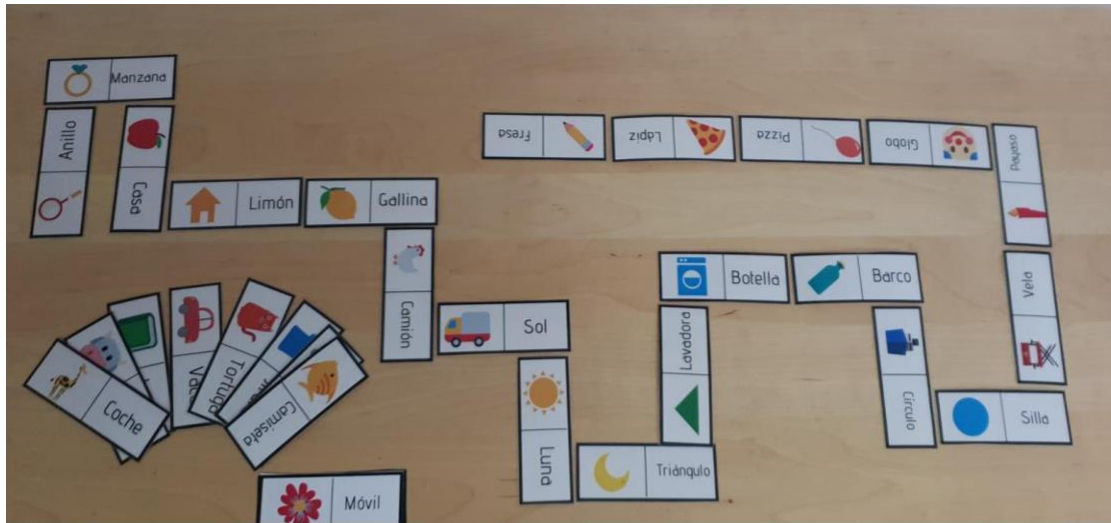 Manzana
Anillo
Casa
Limón
Gallina
Camión
Sol
Luna
Triángulo
Lavadora
Botella
Barco
Círculo
Silla
Vela
Payaso
Globo
Pizza
Lápiz
Fresa
Coche
Tortuga
Camiseta
Móvil